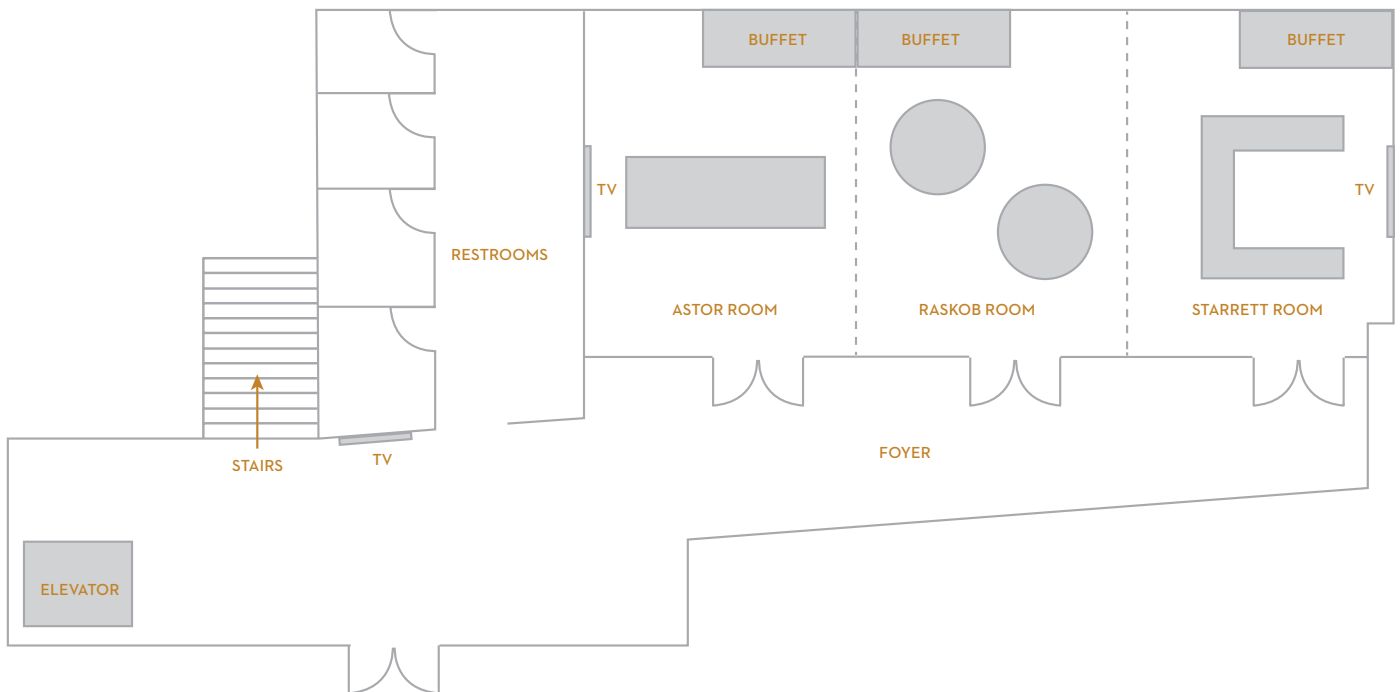 BUFFET
BUFFET
BUFFET
TV
TV
RESTROOMS
ASTOR ROOM
RASKOB ROOM
STARRETT ROOM
STAIRS
TV
FOYER
ELEVATOR